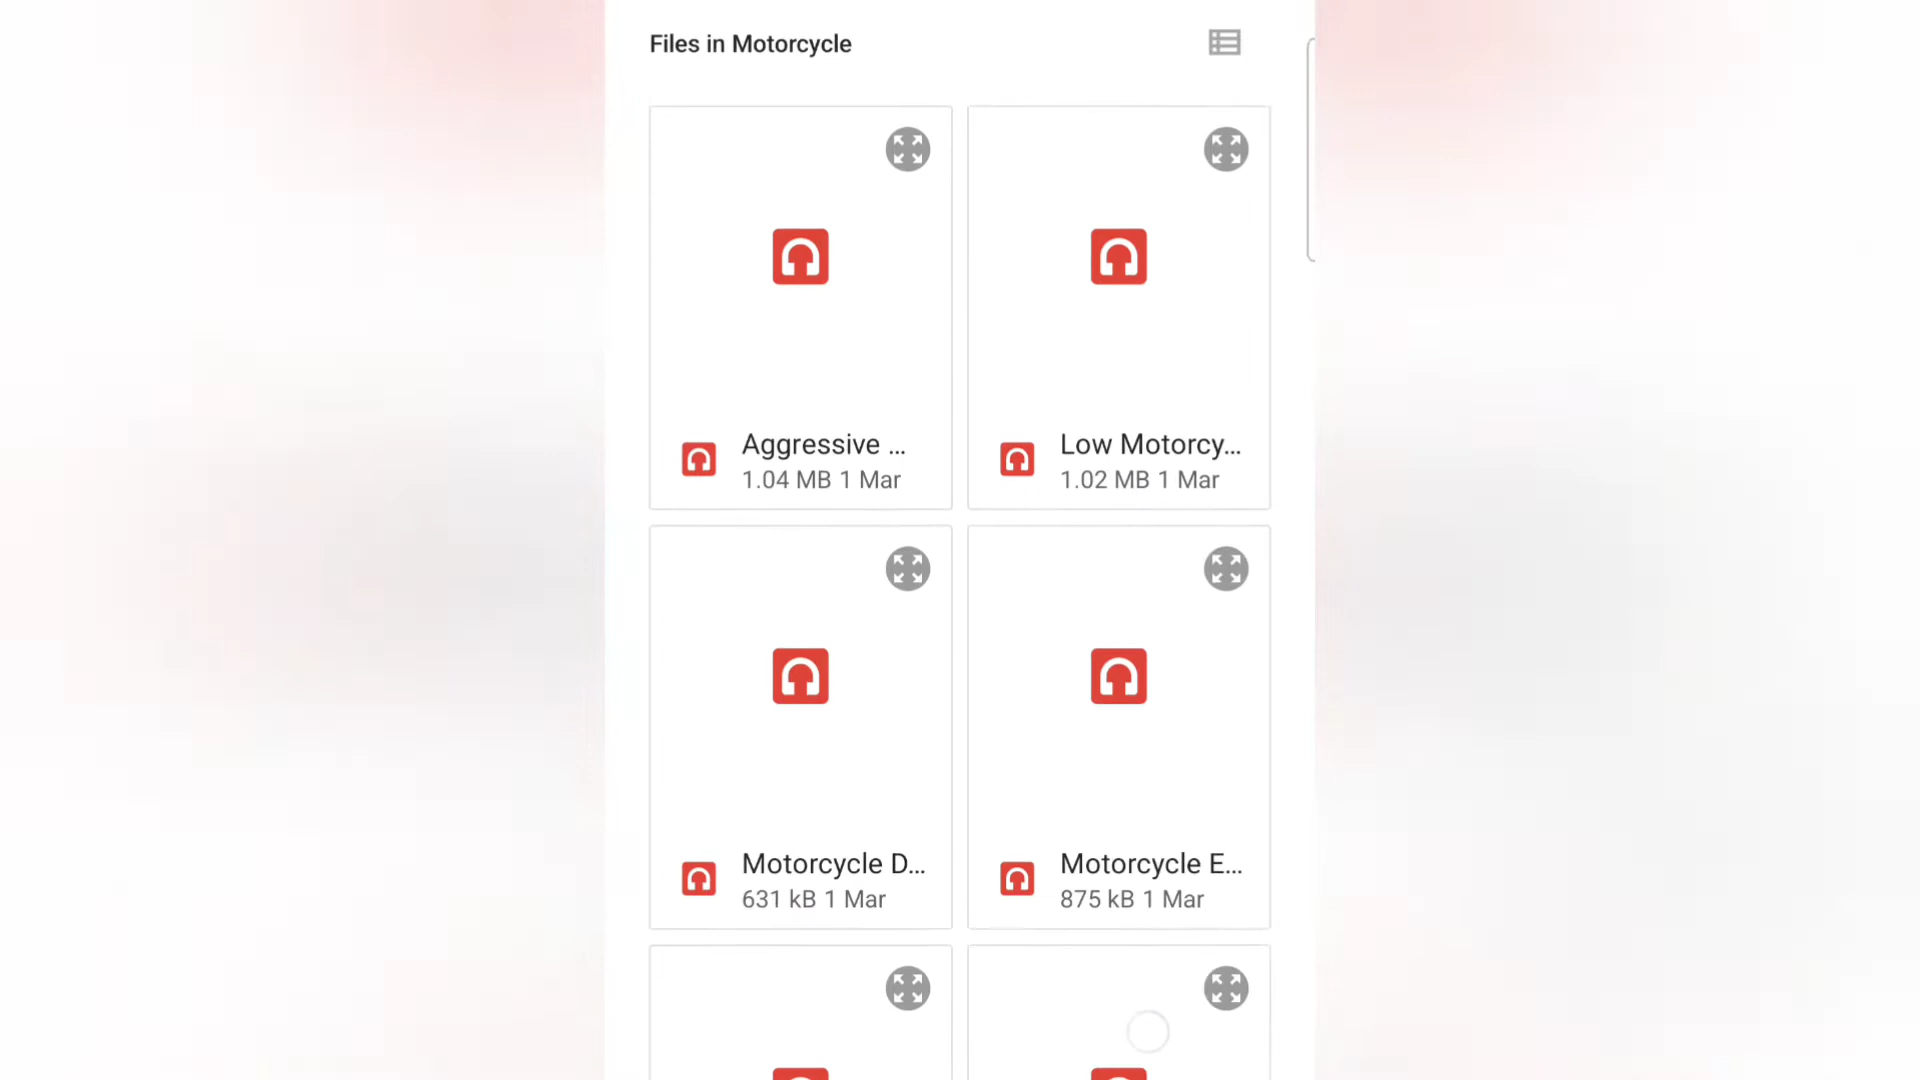 Files in Motorcycle
Aggressive ...
1.04 MB 1 Mar
Low Motorcy...
1.02 MB 1 Mar
Motorcycle D...
631 kB 1 Mar
Motorcycle E...
875 kB 1 Mar